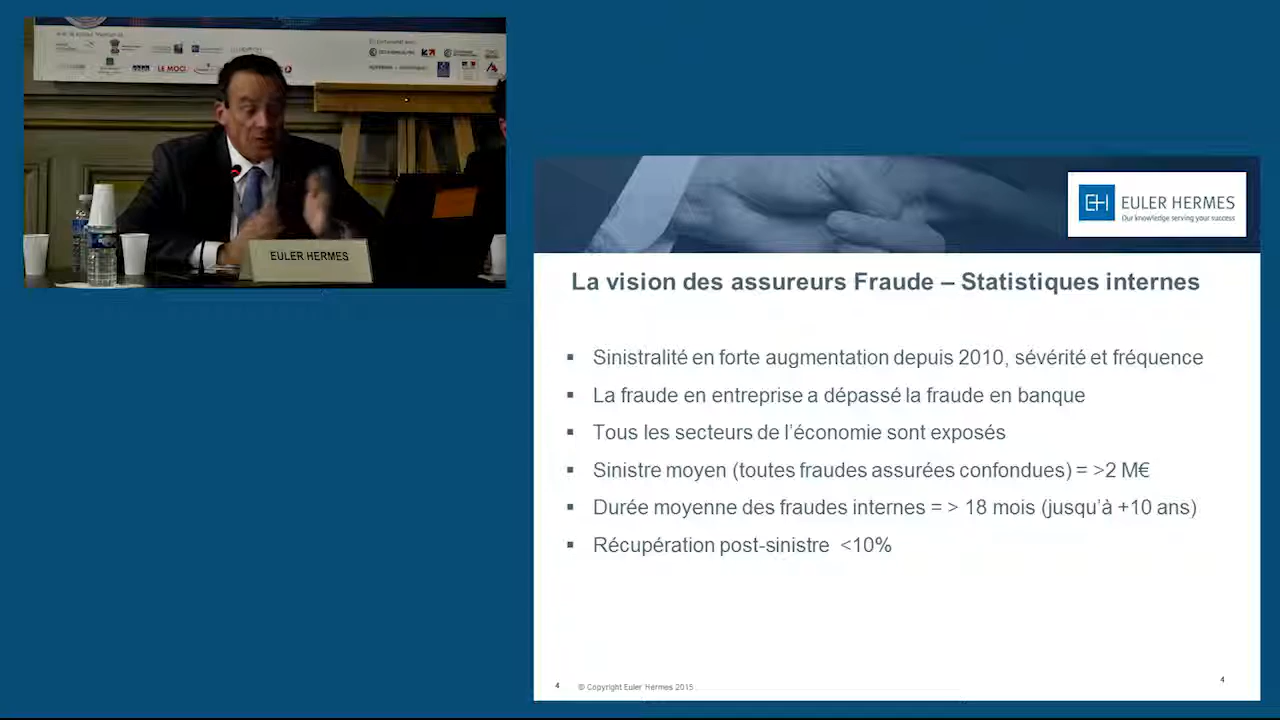 LE MOCI
EULER HERMES
EH EULER HERMES
Our knowledge serving your success
La vision des assureurs Fraude – Statistiques internes
▪ Sinistralité en forte augmentation depuis 2010, sévérité et fréquence
▪ La fraude en entreprise a dépassé la fraude en banque
▪ Tous les secteurs de l’économie sont exposés
▪ Sinistre moyen (toutes fraudes assurées confondues) = >2 M€
▪ Durée moyenne des fraudes internes = > 18 mois (jusqu’à +10 ans)
▪ Récupération post-sinistre <10%
4 © Copyright Euler Hermes 2015
4